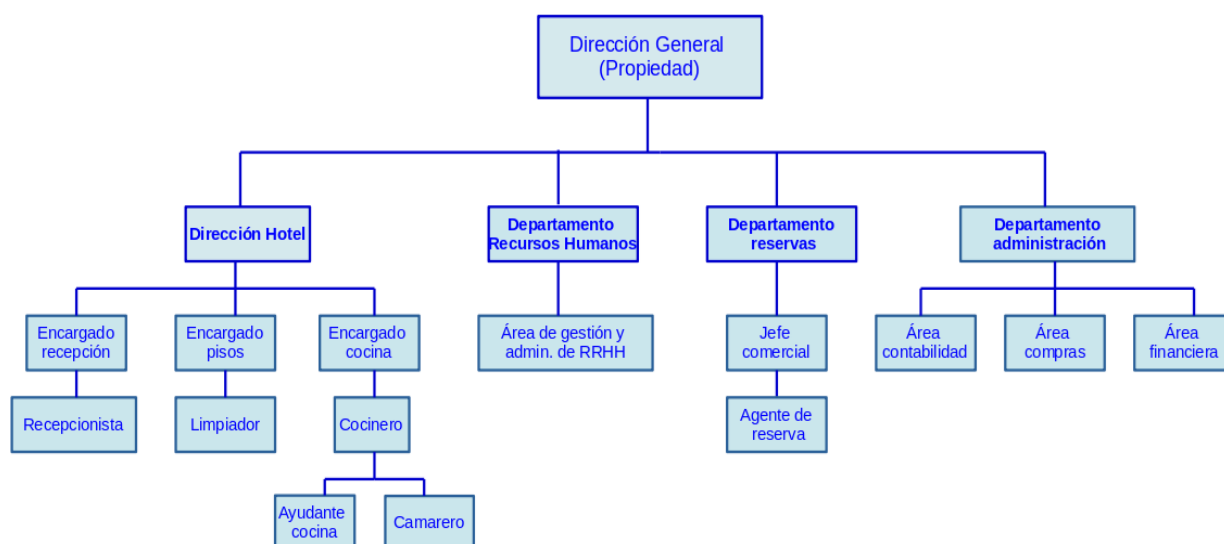 Dirección General
(Propiedad)
Dirección Hotel
Departamento
Recursos Humanos
Departamento
reservas
Departamento
administración
Encargado
recepción
Encargado
pisos
Encargado
cocina
Área de gestión y
admin. de RRHH
Jefe
comercial
Área
contabilidad
Área
compras
Área
financiera
Recepcionista
Limpiador
Cocinero
Agente de
reserva
Ayudante
cocina
Camarero